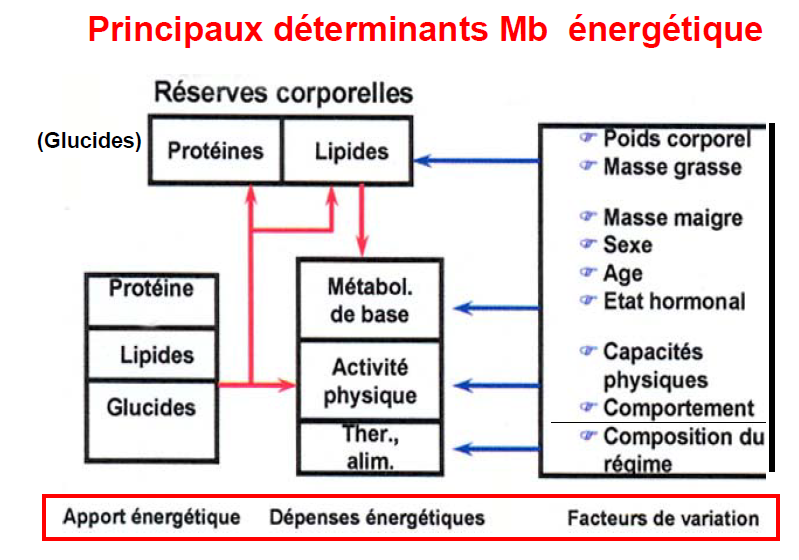 Principaux déterminants Mb énergétique
Réserves corporelles
(Glucides)
Protéines
Lipides
Protéine
Lipides
Glucides
Métabol.
de base
Activité
physique
Ther.,
alim.
Poids corporel
Masse grasse
Masse maigre
Sexe
Age
Etat hormonal
Capacités
physiques
Comportement
Composition du
régime
Apport énergétique
Dépenses énergétiques
Facteurs de variation